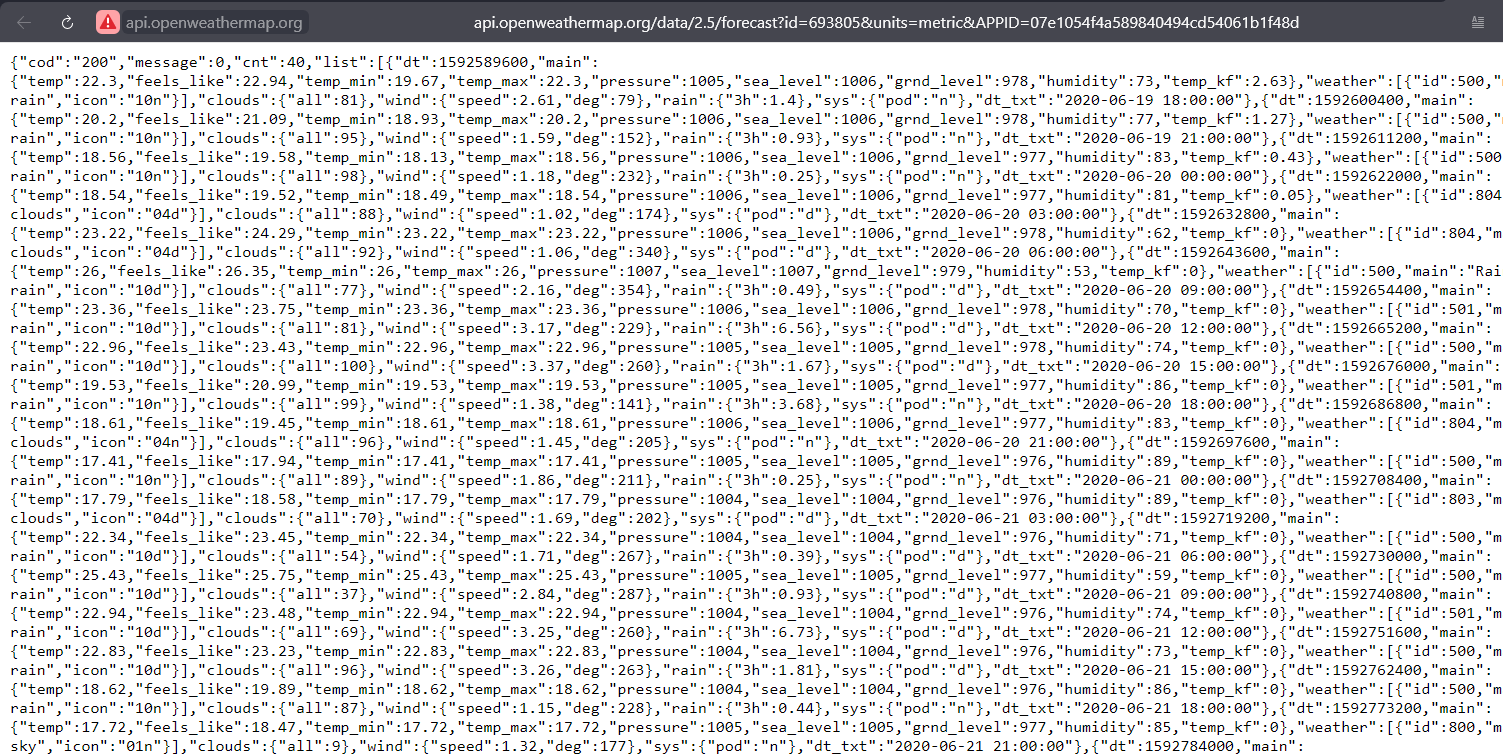 api.openweathermap.org api.openweathermap.org/data/2.5/forecast?id=693805&units=metric&APPID=07e1054f4a589840494cd54061b1f48d
{"cod":"200","message":0,"cnt":40,"list":[{"dt":1592589600,"main":
{"temp":22.3,"feels_like":22.94,"temp_min":19.67,"temp_max":22.3,"pressure":1005,"sea_level":1006,"grnd_level":978,"humidity":73,"temp_kf":2.63},"weather":[{"id":500,"
rain","icon":"10n"}],"clouds":{"all":81},"wind":{"speed":2.61,"deg":79},"rain":{"3h":1.4},"sys":{"pod":"n"},"dt_txt":"2020-06-19 18:00:00"},{"dt":1592600400,"main":
{"temp":20.2,"feels_like":21.09,"temp_min":18.93,"temp_max":20.2,"pressure":1006,"sea_level":1006,"grnd_level":978,"humidity":77,"temp_kf":1.27},"weather":[{"id":500,"
rain","icon":"10n"}],"clouds":{"all":95},"wind":{"speed":1.59,"deg":152},"rain":{"3h":0.93},"sys":{"pod":"n"},"dt_txt":"2020-06-19 21:00:00"},{"dt":1592611200,"main":
{"temp":18.56,"feels_like":19.58,"temp_min":18.13,"temp_max":18.56,"pressure":1006,"sea_level":1006,"grnd_level":977,"humidity":83,"temp_kf":0.43},"weather":[{"id":500
rain","icon":"10n"}],"clouds":{"all":98},"wind":{"speed":1.18,"deg":232},"rain":{"3h":0.25},"sys":{"pod":"n"},"dt_txt":"2020-06-20 00:00:00"},{"dt":1592622000,"main":
{"temp":18.54,"feels_like":19.52,"temp_min":18.49,"temp_max":18.54,"pressure":1006,"sea_level":1006,"grnd_level":977,"humidity":81,"temp_kf":0.05},"weather":[{"id":804
clouds","icon":"04d"}],"clouds":{"all":88},"wind":{"speed":1.02,"deg":174},"sys":{"pod":"d"},"dt_txt":"2020-06-20 03:00:00"},{"dt":1592632800,"main":
{"temp":23.22,"feels_like":24.29,"temp_min":23.22,"temp_max":23.22,"pressure":1006,"sea_level":1006,"grnd_level":978,"humidity":62,"temp_kf":0},"weather":[{"id":804,"m
clouds","icon":"04d"}],"clouds":{"all":92},"wind":{"speed":1.06,"deg":340},"sys":{"pod":"d"},"dt_txt":"2020-06-20 06:00:00"},{"dt":1592643600,"main":
{"temp":26,"feels_like":26.35,"temp_min":26,"temp_max":26,"pressure":1007,"sea_level":1007,"grnd_level":979,"humidity":53,"temp_kf":0},"weather":[{"id":500,"main":"Rai
rain","icon":"10d"}],"clouds":{"all":77},"wind":{"speed":2.16,"deg":354},"rain":{"3h":0.49},"sys":{"pod":"d"},"dt_txt":"2020-06-20 09:00:00"},{"dt":1592654400,"main":
{"temp":23.36,"feels_like":23.75,"temp_min":23.36,"temp_max":23.36,"pressure":1006,"sea_level":1006,"grnd_level":978,"humidity":70,"temp_kf":0},"weather":[{"id":501,"m
rain","icon":"10d"}],"clouds":{"all":81},"wind":{"speed":3.17,"deg":229},"rain":{"3h":6.56},"sys":{"pod":"d"},"dt_txt":"2020-06-20 12:00:00"},{"dt":1592665200,"main":
{"temp":22.96,"feels_like":23.43,"temp_min":22.96,"temp_max":22.96,"pressure":1005,"sea_level":1005,"grnd_level":978,"humidity":74,"temp_kf":0},"weather":[{"id":500,"m
rain","icon":"10d"}],"clouds":{"all":100},"wind":{"speed":3.37,"deg":260},"rain":{"3h":1.67},"sys":{"pod":"d"},"dt_txt":"2020-06-20 15:00:00"},{"dt":1592676000,"main":
{"temp":19.53,"feels_like":20.99,"temp_min":19.53,"temp_max":19.53,"pressure":1005,"sea_level":1005,"grnd_level":977,"humidity":86,"temp_kf":0},"weather":[{"id":501,"m
rain","icon":"10n"}],"clouds":{"all":99},"wind":{"speed":1.38,"deg":141},"rain":{"3h":3.68},"sys":{"pod":"n"},"dt_txt":"2020-06-20 18:00:00"},{"dt":1592686800,"main":
{"temp":18.61,"feels_like":19.45,"temp_min":18.61,"temp_max":18.61,"pressure":1006,"sea_level":1006,"grnd_level":977,"humidity":83,"temp_kf":0},"weather":[{"id":804,"m
clouds","icon":"04n"}],"clouds":{"all":96},"wind":{"speed":1.45,"deg":205},"sys":{"pod":"n"},"dt_txt":"2020-06-20 21:00:00"},{"dt":1592697600,"main":
{"temp":17.41,"feels_like":17.94,"temp_min":17.41,"temp_max":17.41,"pressure":1005,"sea_level":1005,"grnd_level":976,"humidity":89,"temp_kf":0},"weather":[{"id":500,"m
rain","icon":"10n"}],"clouds":{"all":89},"wind":{"speed":1.86,"deg":211},"rain":{"3h":0.25},"sys":{"pod":"n"},"dt_txt":"2020-06-21 00:00:00"},{"dt":1592708400,"main":
{"temp":17.79,"feels_like":18.58,"temp_min":17.79,"temp_max":17.79,"pressure":1004,"sea_level":1004,"grnd_level":976,"humidity":89,"temp_kf":0},"weather":[{"id":803,"m
clouds","icon":"04d"}],"clouds":{"all":70},"wind":{"speed":1.69,"deg":202},"sys":{"pod":"d"},"dt_txt":"2020-06-21 03:00:00"},{"dt":1592719200,"main":
{"temp":22.34,"feels_like":23.45,"temp_min":22.34,"temp_max":22.34,"pressure":1004,"sea_level":1004,"grnd_level":976,"humidity":71,"temp_kf":0},"weather":[{"id":500,"m
rain","icon":"10d"}],"clouds":{"all":54},"wind":{"speed":1.71,"deg":267},"rain":{"3h":0.39},"sys":{"pod":"d"},"dt_txt":"2020-06-21 06:00:00"},{"dt":1592730000,"main":
{"temp":25.43,"feels_like":25.75,"temp_min":25.43,"temp_max":25.43,"pressure":1005,"sea_level":1005,"grnd_level":977,"humidity":59,"temp_kf":0},"weather":[{"id":500,"m
rain","icon":"10d"}],"clouds":{"all":37},"wind":{"speed":2.84,"deg":287},"rain":{"3h":0.93},"sys":{"pod":"d"},"dt_txt":"2020-06-21 09:00:00"},{"dt":1592740800,"main":
{"temp":22.94,"feels_like":23.48,"temp_min":22.94,"temp_max":22.94,"pressure":1004,"sea_level":1004,"grnd_level":976,"humidity":74,"temp_kf":0},"weather":[{"id":501,"m
rain","icon":"10d"}],"clouds":{"all":69},"wind":{"speed":3.25,"deg":260},"rain":{"3h":6.73},"sys":{"pod":"d"},"dt_txt":"2020-06-21 12:00:00"},{"dt":1592751600,"main":
{"temp":22.83,"feels_like":23.23,"temp_min":22.83,"temp_max":22.83,"pressure":1004,"sea_level":1004,"grnd_level":976,"humidity":73,"temp_kf":0},"weather":[{"id":500,"m
rain","icon":"10d"}],"clouds":{"all":96},"wind":{"speed":3.26,"deg":263},"rain":{"3h":1.81},"sys":{"pod":"d"},"dt_txt":"2020-06-21 15:00:00"},{"dt":1592762400,"main":
{"temp":18.62,"feels_like":19.89,"temp_min":18.62,"temp_max":18.62,"pressure":1004,"sea_level":1004,"grnd_level":976,"humidity":86,"temp_kf":0},"weather":[{"id":500,"m
rain","icon":"10n"}],"clouds":{"all":87},"wind":{"speed":1.15,"deg":228},"rain":{"3h":0.44},"sys":{"pod":"n"},"dt_txt":"2020-06-21 18:00:00"},{"dt":1592773200,"main":
{"temp":17.72,"feels_like":18.47,"temp_min":17.72,"temp_max":17.72,"pressure":1004,"sea_level":1004,"grnd_level":977,"humidity":85,"temp_kf":0},"weather":[{"id":800,"m
sky","icon":"01n"}],"clouds":{"all":9},"wind":{"speed":1.32,"deg":177},"sys":{"pod":"n"},"dt_txt":"2020-06-21 21:00:00"},{"dt":1592784000,"main":